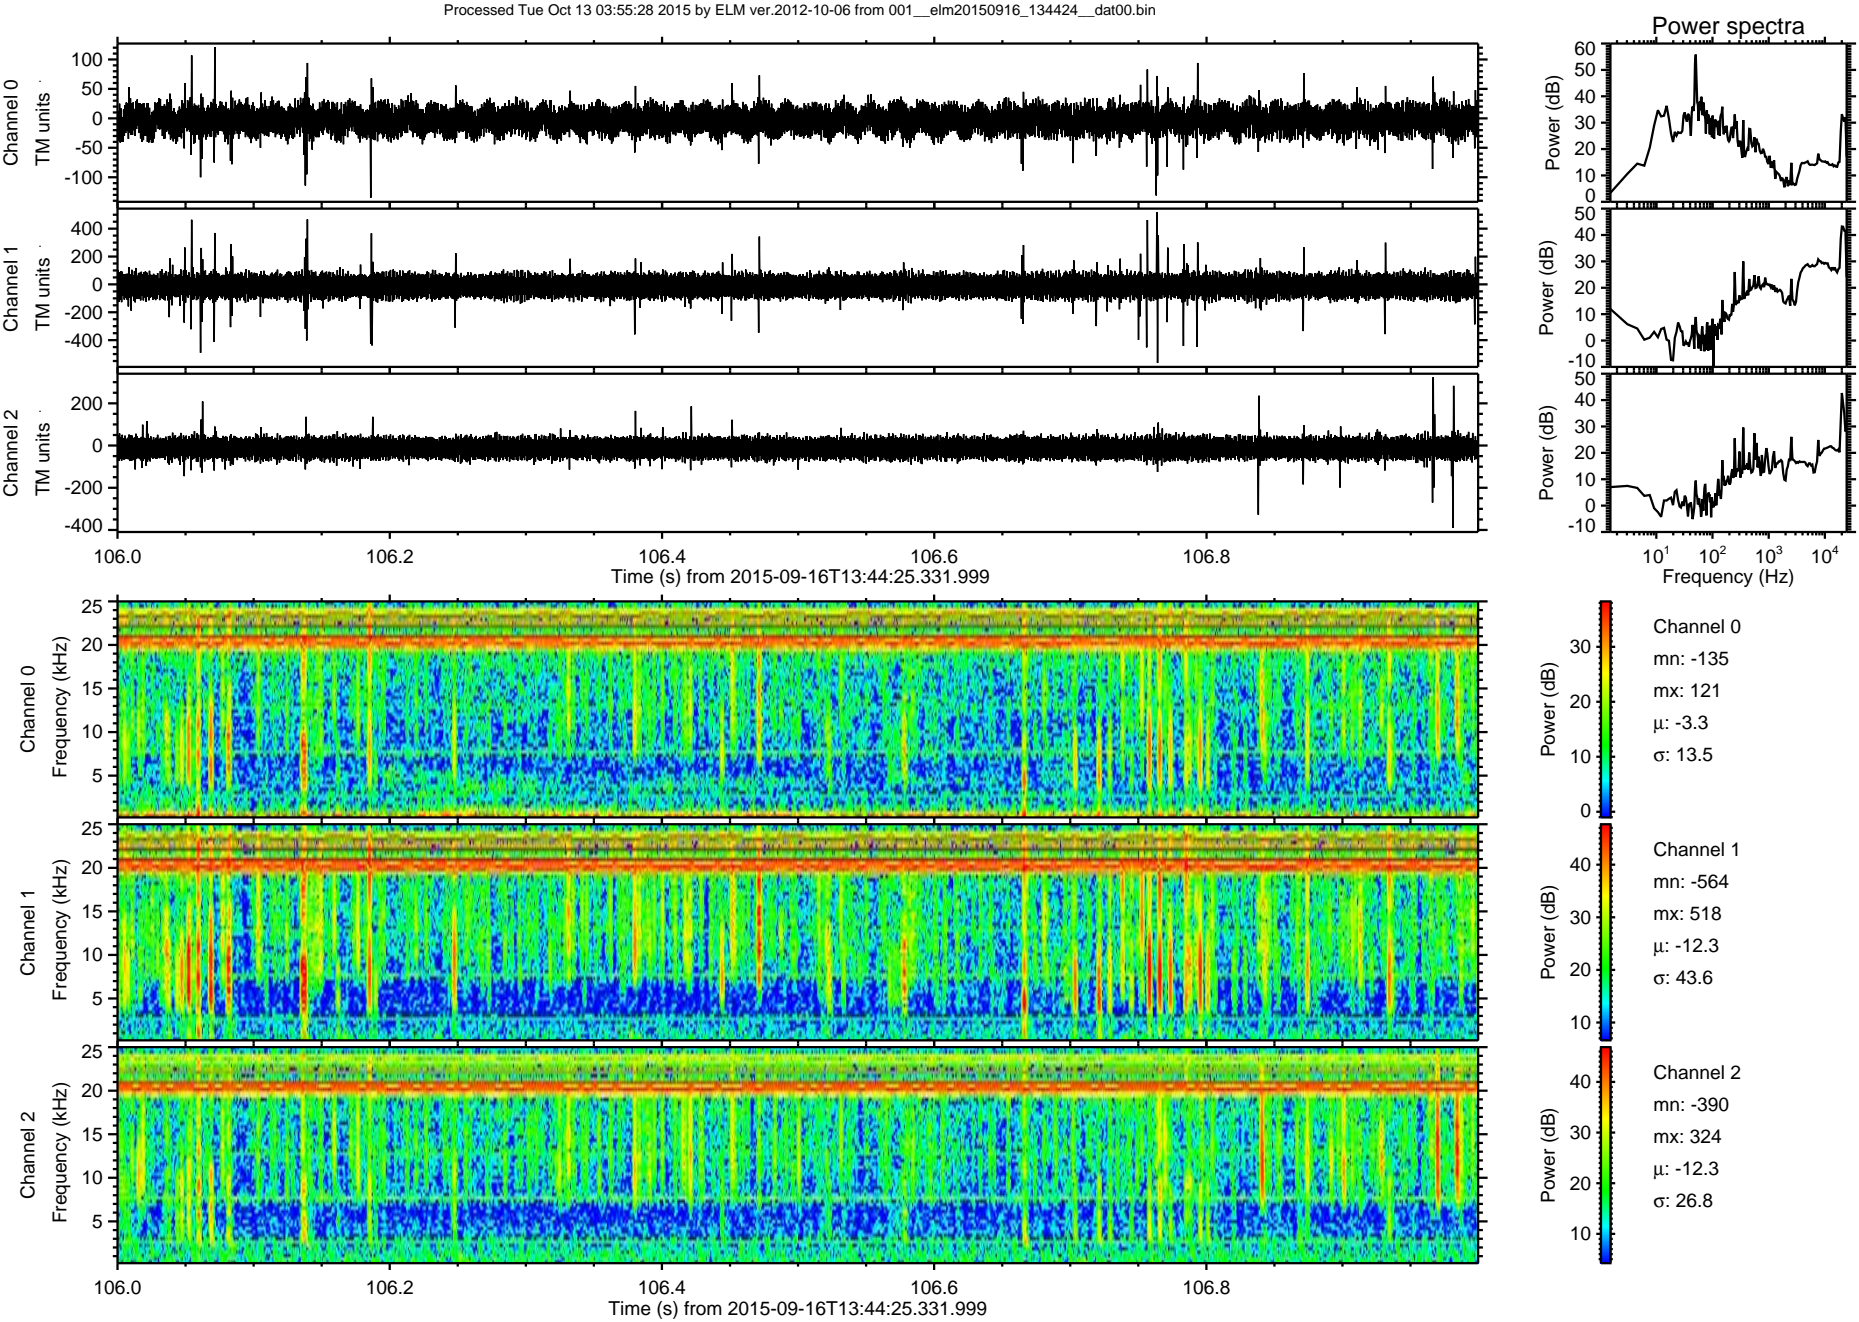 Processed Tue Oct 13 03:55:28 2015 by ELM ver.2012-10-06 from 001__elm20150916_134424__dat00.bin
Power spectra
Channel 0
TM units
100
50
0
-50
-100
Power (dB)
60
50
40
30
20
10
0
Channel 1
TM units
400
200
0
-200
-400
Power (dB)
50
40
30
20
10
0
-10
Channel 2
TM units
200
0
-200
-400
Power (dB)
50
40
30
20
10
0
-10
106.0 106.2 106.4 106.6 106.8
Time (s) from 2015-09-16T13:44:25.331.999
10^1 10^2 10^3 10^4
Frequency (Hz)
Channel 0
Frequency (kHz)
25
20
15
10
5
Power (dB)
30
20
10
0
Channel 0
mn: -135
mx: 121
μ: -3.3
σ: 13.5
Channel 1
Frequency (kHz)
25
20
15
10
5
Power (dB)
40
30
20
10
Channel 1
mn: -564
mx: 518
μ: -12.3
σ: 43.6
Channel 2
Frequency (kHz)
25
20
15
10
5
Power (dB)
40
30
20
10
Channel 2
mn: -390
mx: 324
μ: -12.3
σ: 26.8
106.0 106.2 106.4 106.6 106.8
Time (s) from 2015-09-16T13:44:25.331.999